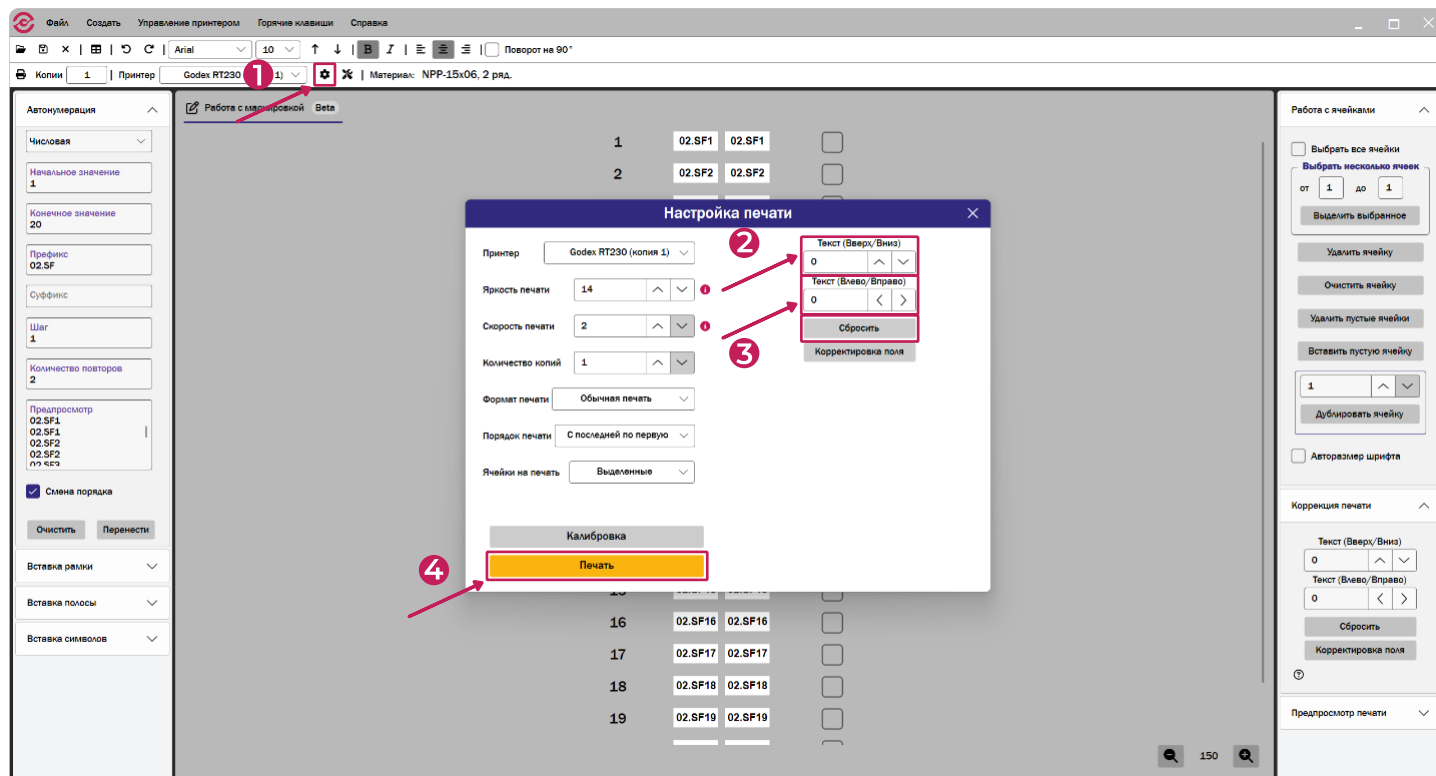 Файл Создать Управление принтером Горячие клавиши Справка
Arial 10 B I Поворот на 90°
Копии 1 Принтер Godex RT230 1) Материал: NPP-15x06, 2 ряд.
1
Автонумерация
Числовая
Начальное значение
1
Конечное значение
20
Префикс
02.SF
Суффикс
Шаг
1
Количество повторов
2
Предпросмотр
02.SF1
02.SF1
02.SF2
02.SF2
02.SF3
Смена порядка
Очистить Перенести
Вставка рамки
Вставка полосы
Вставка символов
Работа с маркировкой Beta
1 02.SF1 02.SF1
2 02.SF2 02.SF2
Настройка печати
Принтер Godex RT230 (копия 1)
Яркость печати 14
Скорость печати 2
Количество копий 1
Формат печати Обычная печать
Порядок печати С последней по первую
Ячейки на печать Выделенные
2
Текст (Вверх/Вниз)
0
Текст (Влево/Вправо)
0
3
Сбросить
Корректировка поля
Калибровка
4
Печать
16 02.SF16 02.SF16
17 02.SF17 02.SF17
18 02.SF18 02.SF18
19 02.SF19 02.SF19
150
Работа с ячейками
Выбрать все ячейки
Выбрать несколько ячеек
от 1 до 1
Выделить выбранное
Удалить ячейку
Очистить ячейку
Удалить пустые ячейки
Вставить пустую ячейку
1
Дублировать ячейку
Авторазмер шрифта
Коррекция печати
Текст (Вверх/Вниз)
0
Текст (Влево/Вправо)
0
Сбросить
Корректировка поля
Предпросмотр печати